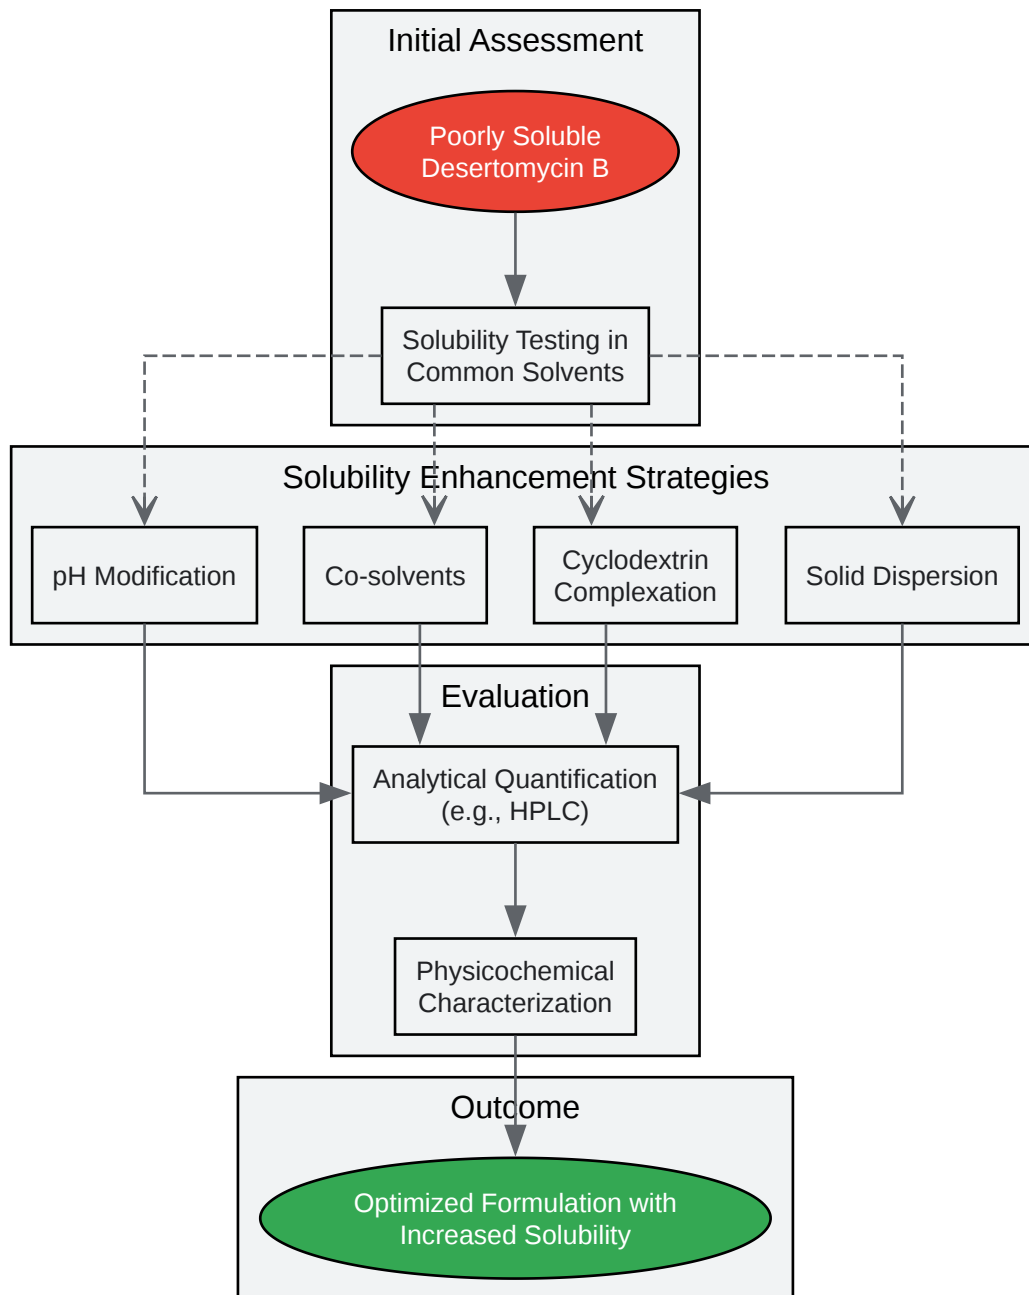 Initial Assessment
Poorly Soluble
Desertomycin B
Solubility Testing in
Common Solvents
Solubility Enhancement Strategies
pH Modification
Co-solvents
Cyclodextrin
Complexation
Solid Dispersion
Evaluation
Analytical Quantification
(e.g., HPLC)
Physicochemical
Characterization
Outcome
Optimized Formulation with
Increased Solubility